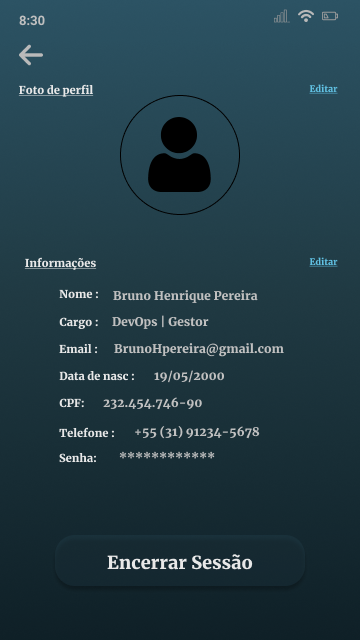 8:30
Foto de perfil Editar
Informações Editar
Nome : Bruno Henrique Pereira
Cargo : DevOps | Gestor
Email : BrunoHpereira@gmail.com
Data de nasc : 19/05/2000
CPF: 232.454.746-90
Telefone : +55 (31) 91234-5678
Senha: ************
Encerrar Sessão